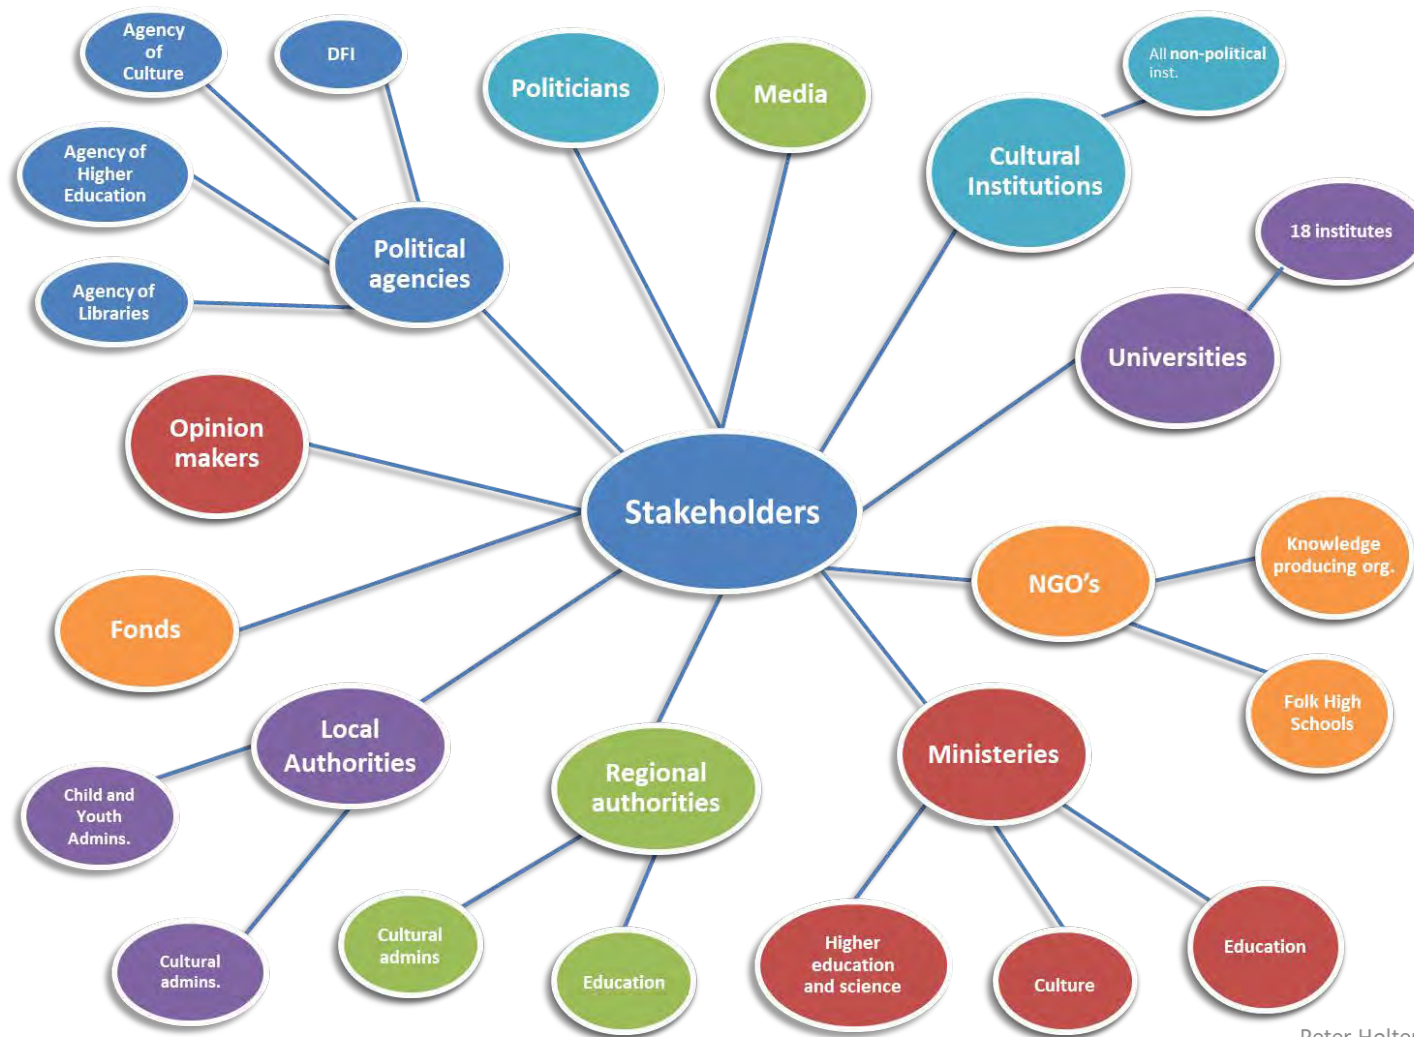 Agency
of
Culture
DFI
Politicians
Media
All non-political
inst.
Agency of
Higher
Education
Cultural
Institutions
18 institutes
Political
agencies
Agency of
Libraries
Universities
Opinion
makers
Stakeholders
Knowledge
producing org.
NGO's
Fonds
Folk High
Schools
Local
Authorities
Ministeries
Regional
authorities
Child and
Youth
Admins.
Cultural
admins
Cultural
admins.
Education
Higher
education
and science
Culture
Education
Peter Holten